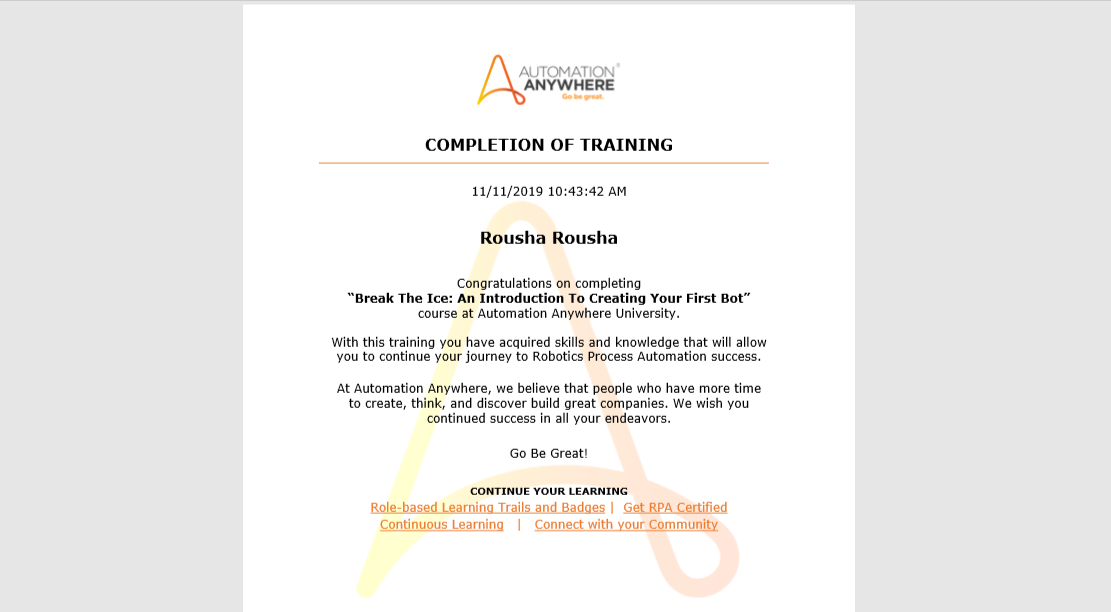 AUTOMATION®
ANYWHERE
Go be great.
COMPLETION OF TRAINING
11/11/2019 10:43:42 AM
Rousha Rousha
Congratulations on completing
“Break The Ice: An Introduction To Creating Your First Bot”
course at Automation Anywhere University.
With this training you have acquired skills and knowledge that will allow
you to continue your journey to Robotics Process Automation success.
At Automation Anywhere, we believe that people who have more time
to create, think, and discover build great companies. We wish you
continued success in all your endeavors.
Go Be Great!
CONTINUE YOUR LEARNING
Role-based Learning Trails and Badges | Get RPA Certified
Continuous Learning | Connect with your Community